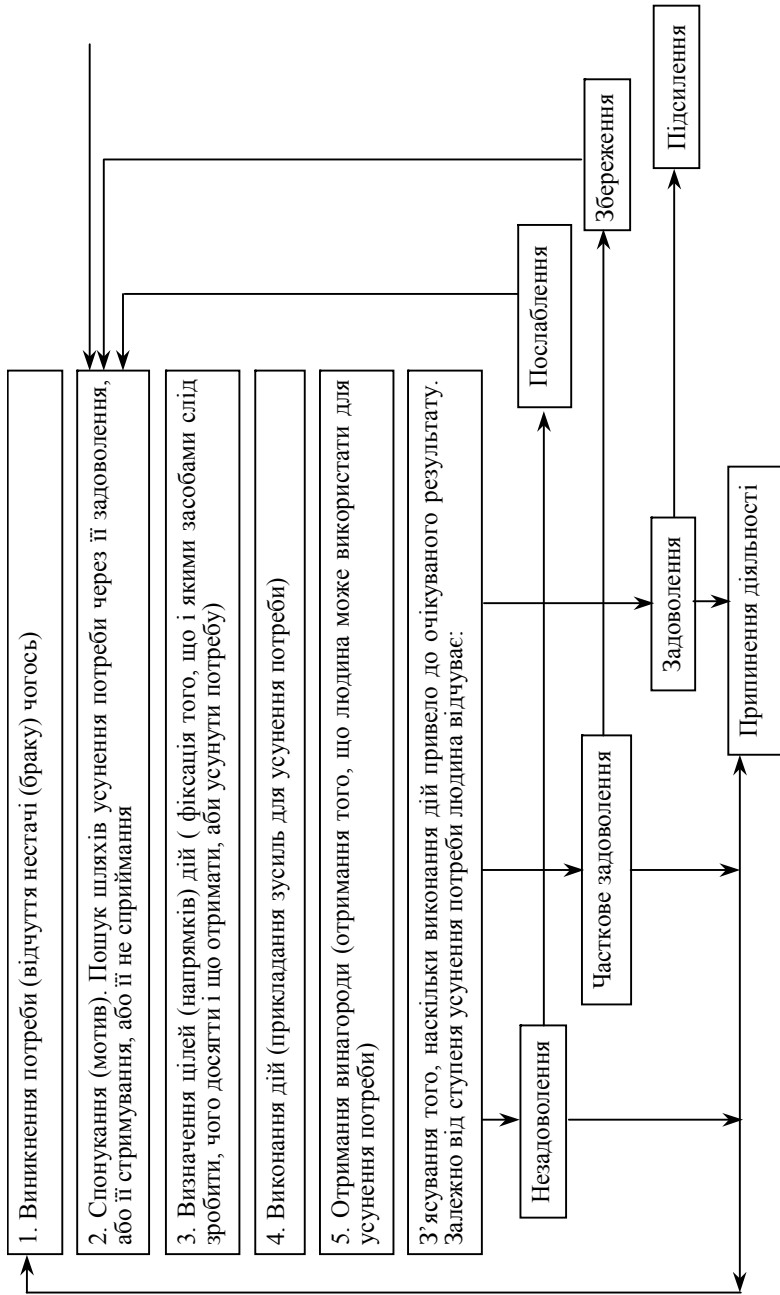 1. Виникнення потреби (відчуття нестачі (браку) чогось)
2. Спонукання (мотив). Пошук шляхів усунення потреби через її задоволення,
або її стримування, або її не сприймання
3. Визначення цілей (напрямків) дій ( фіксація того, що і якими засобами слід
зробити, чого досягти і що отримати, аби усунути потребу)
4. Виконання дій (прикладання зусиль для усунення потреби)
5. Отримання винагороди (отримання того, що людина може використати для
усунення потреби)
З’ясування того, наскільки виконання дій привело до очікуваного результату.
Залежно від ступеня усунення потреби людина відчуває:
Незадоволення
Послаблення
Часткове задоволення
Збереження
Задоволення
Підсилення
Припинення діяльності